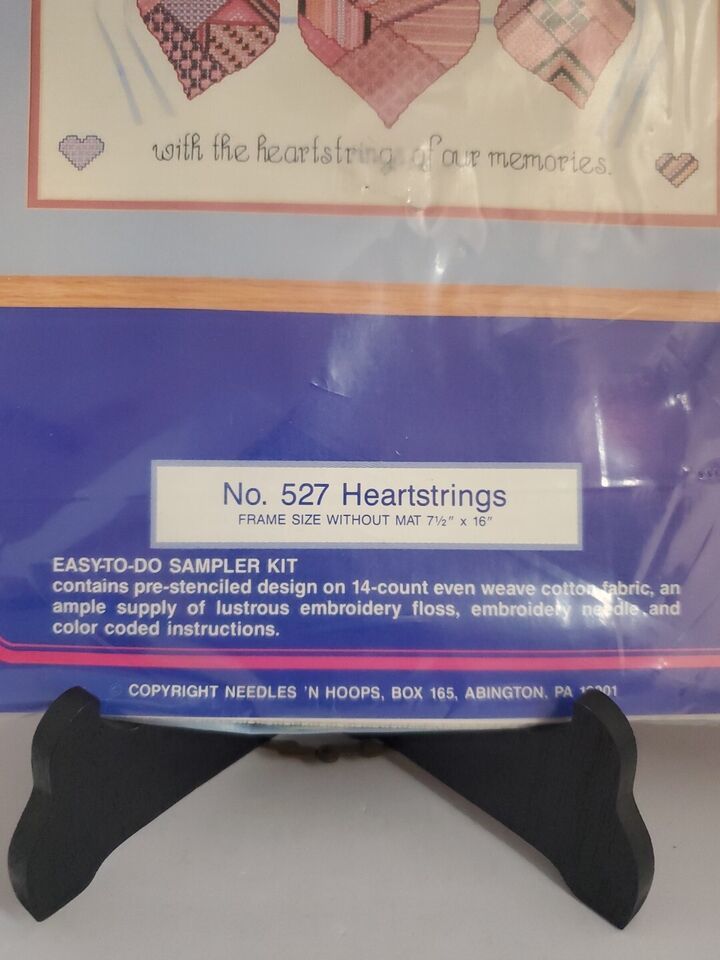 with the heartstrings of our memories.
No. 527 Heartstrings
FRAME SIZE WITHOUT MAT 7½" x 16"
EASY-TO-DO SAMPLER KIT
contains pre-stenciled design on 14-count even weave cotton fabric, an
ample supply of lustrous embroidery floss, embroidery needle and
color coded instructions.
COPYRIGHT NEEDLES 'N HOOPS, BOX 165, ABINGTON, PA